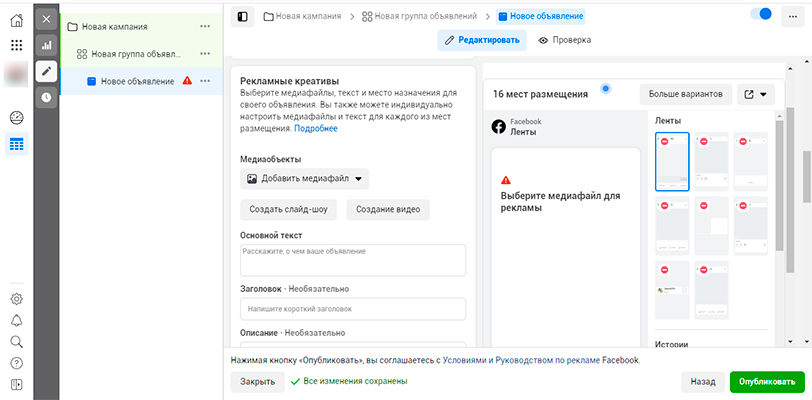 Новая кампания
Новая группа объявл...
Новое объявление
Новая кампания
Новая группа объявлений
Новое объявление
Редактировать
Проверка
Рекламные креативы
Выберите медиафайлы, текст и место назначения для
своего объявления. Вы также можете индивидуально
настроить медиафайлы и текст для каждого из мест
размещения. Подробнее
Медиаобъекты
Добавить медиафайл
Создать слайд-шоу
Создание видео
Основной текст
Расскажите, о чем ваше объявление
Заголовок · Необязательно
Напишите короткий заголовок
Описание · Необязательно
16 мест размещения
Больше вариантов
Facebook
Ленты
Выберите медиафайл для
рекламы
Ленты
Истории
Нажимая кнопку «Опубликовать», вы соглашаетесь с Условиями и Руководством по рекламе Facebook.
Закрыть
Все изменения сохранены
Назад
Опубликовать